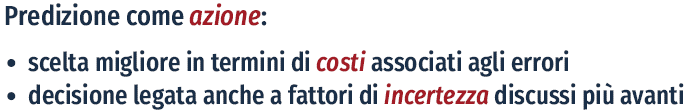 Predizione come azione:
• scelta migliore in termini di costi associati agli errori
• decisione legata anche a fattori di incertezza discussi più avanti